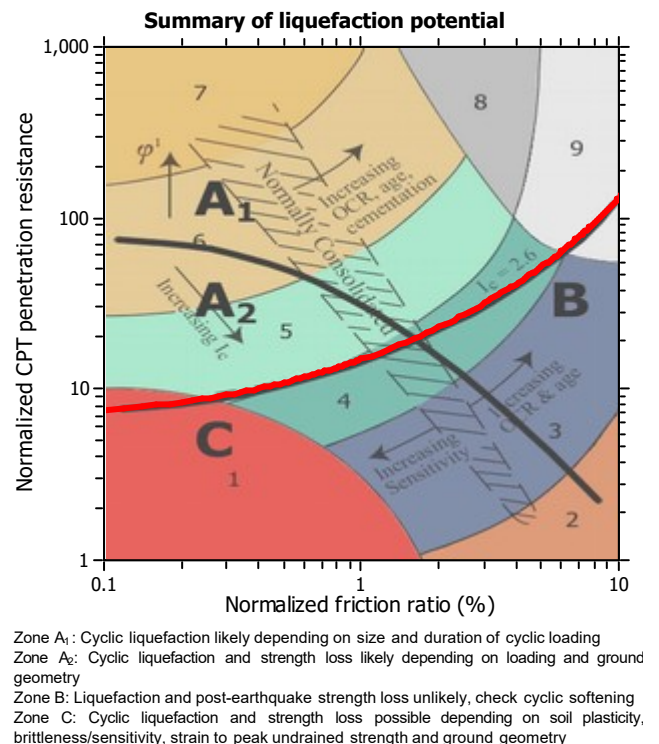 Summary of liquefaction potential
Normalized CPT penetration resistance
1,000
100
10
1
7
8
9
φ'
A1
Increasing
OCR, age,
cementation
Normally Consolidated
6
A2
Increasing Ic
5
Ic = 2.6
B
4
C
1
Increasing
Sensitivity
Increasing
OCR & age
3
2
0.1
1
10
Normalized friction ratio (%)
Zone A1: Cyclic liquefaction likely depending on size and duration of cyclic loading
Zone A2: Cyclic liquefaction and strength loss likely depending on loading and ground
geometry
Zone B: Liquefaction and post-earthquake strength loss unlikely, check cyclic softening
Zone C: Cyclic liquefaction and strength loss possible depending on soil plasticity,
brittleness/sensitivity, strain to peak undrained strength and ground geometry